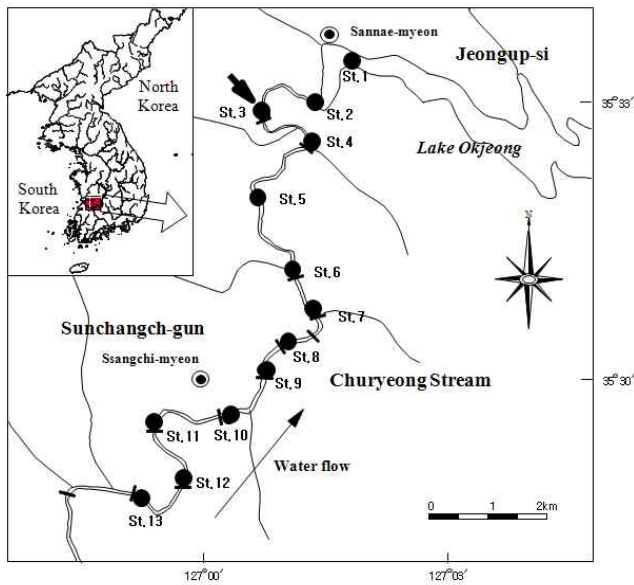 Sannae-myeon
Jeongup-si
St.1
North
Korea
St.3
St.2
35°33'
St.4
Lake Okjeong
South
Korea
St.5
N
St.6
St.7
Sunchangch-gun
St.8
Ssangchi-myeon
St.9
35°30
Churyeong Stream
St.11
St.10
Water flow
St.12
St.13
0 1 2km
127°00'
127°03'